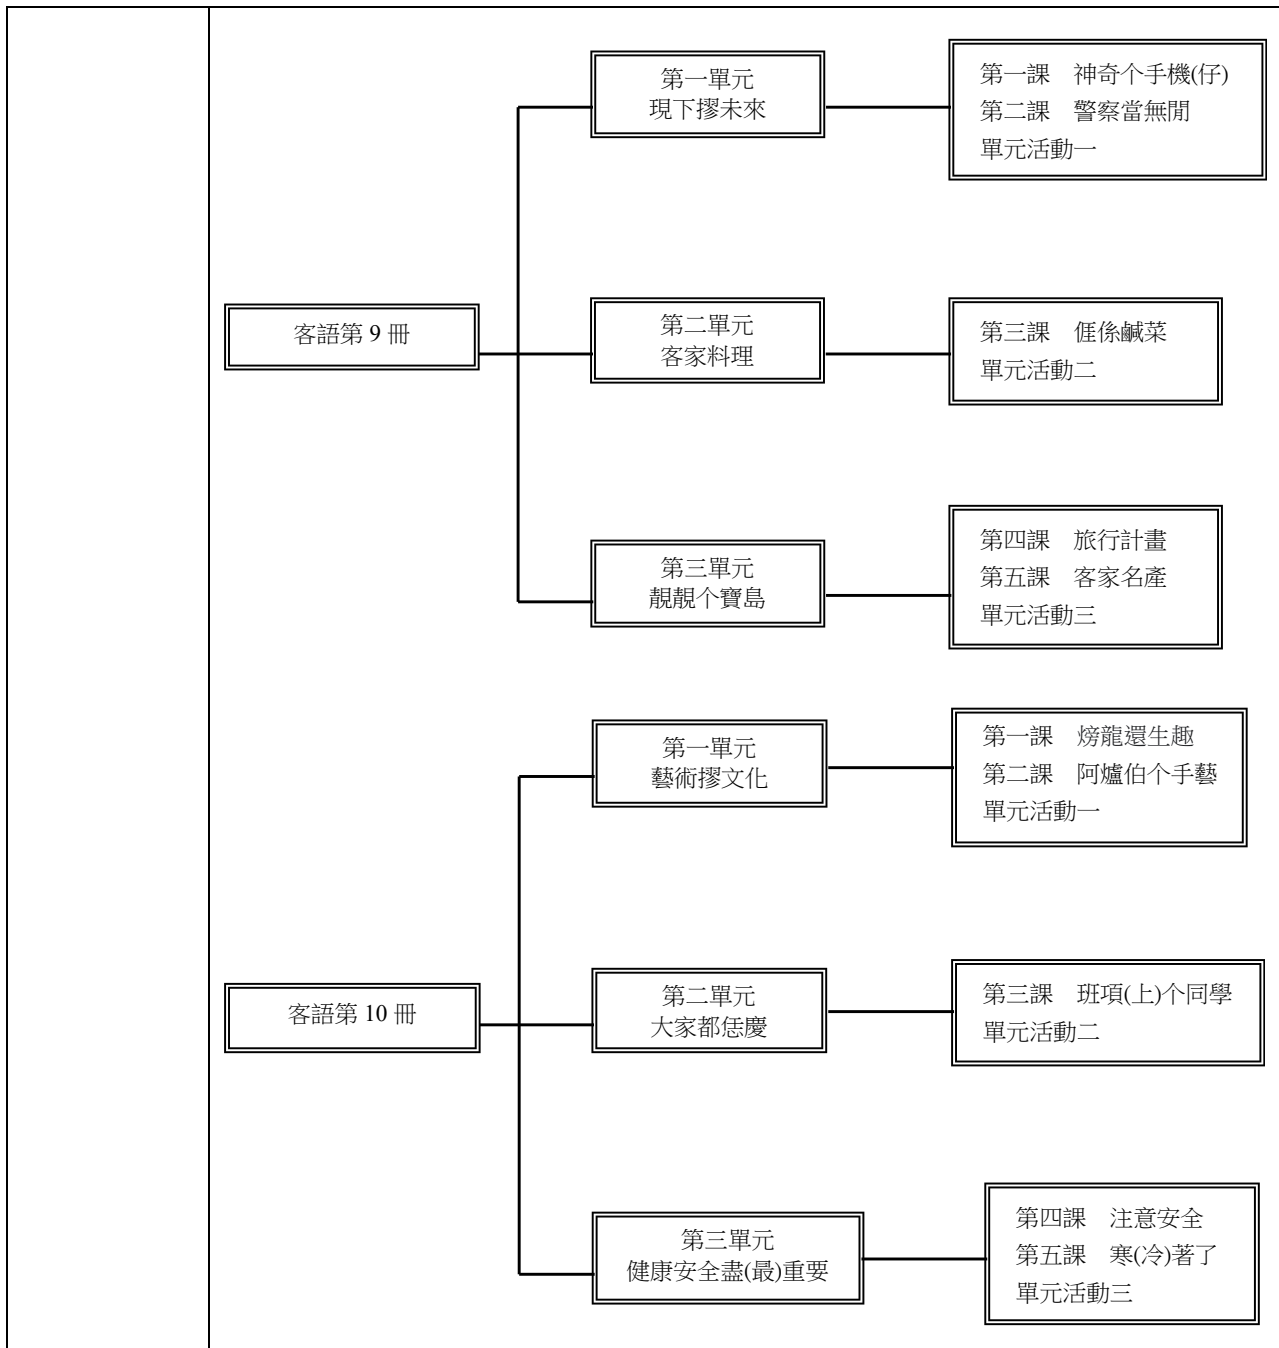 客語第 9 冊
第一單元
現下摎未來
第一課　神奇个手機(仔)
第二課　警察當無閒
單元活動一
第二單元
客家料理
第三課　𠊎係鹹菜
單元活動二
第三單元
靚靚个寶島
第四課　旅行計畫
第五課　客家名產
單元活動三
客語第 10 冊
第一單元
藝術摎文化
第一課　㷫龍還生趣
第二課　阿爐伯个手藝
單元活動一
第二單元
大家都恁慶
第三課　班項(上)个同學
單元活動二
第三單元
健康安全盡(最)重要
第四課　注意安全
第五課　寒(冷)著了
單元活動三